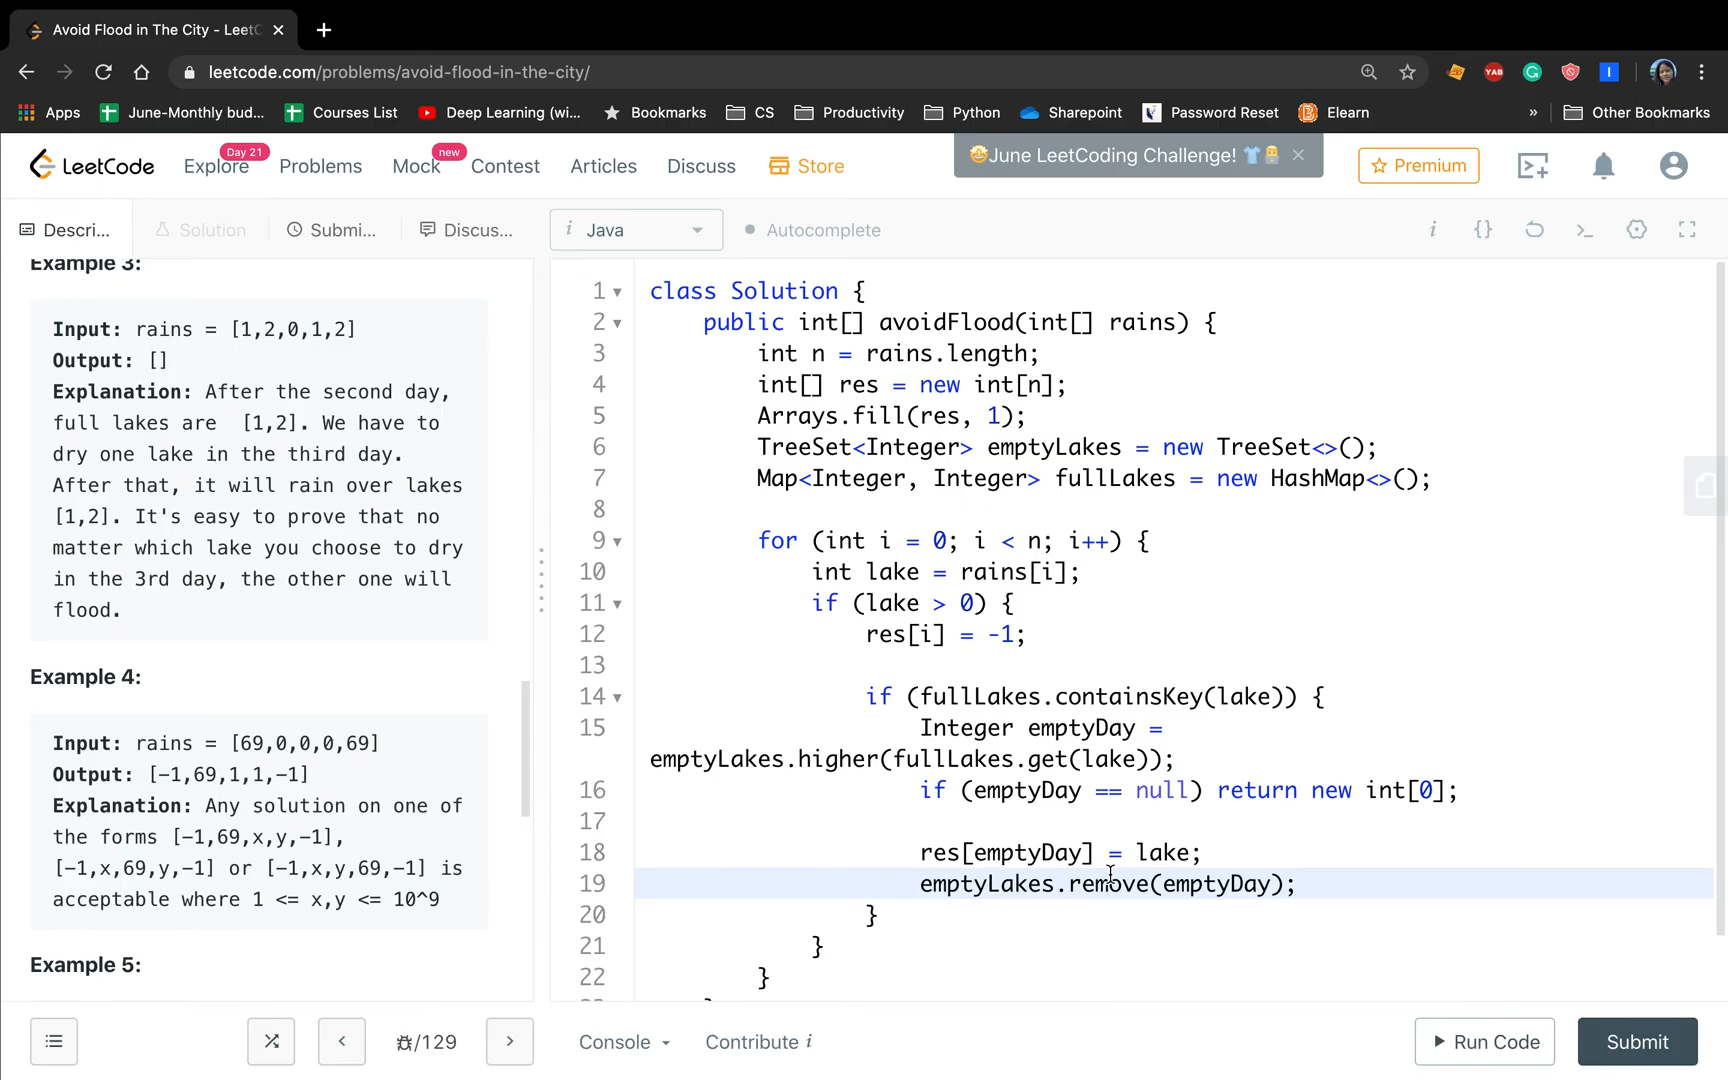 Avoid Flood in The City - LeetC
leetcode.com/problems/avoid-flood-in-the-city/
YAB
Apps
June-Monthly bud...
Courses List
Deep Learning (wi...
Bookmarks
CS
Productivity
Python
Sharepoint
Password Reset
Elearn
»
Other Bookmarks
LeetCode
Explore
Day 21
Problems
Mock
new
Contest
Articles
Discuss
Store
🤩June LeetCoding Challenge! 👕
Premium
Descri...
Solution
Submi...
Discus...
i Java
Autocomplete
i {}
Example 3:
Input: rains = [1,2,0,1,2]
Output: []
Explanation: After the second day,
full lakes are  [1,2]. We have to
dry one lake in the third day.
After that, it will rain over lakes
[1,2]. It's easy to prove that no
matter which lake you choose to dry
in the 3rd day, the other one will
flood.
Example 4:
Input: rains = [69,0,0,0,69]
Output: [-1,69,1,1,-1]
Explanation: Any solution on one of
the forms [-1,69,x,y,-1],
[-1,x,69,y,-1] or [-1,x,y,69,-1] is
acceptable where 1 <= x,y <= 10^9
Example 5:
1 class Solution {
2 public int[] avoidFlood(int[] rains) {
3 int n = rains.length;
4 int[] res = new int[n];
5 Arrays.fill(res, 1);
6 TreeSet<Integer> emptyLakes = new TreeSet<>();
7 Map<Integer, Integer> fullLakes = new HashMap<>();
8
9 for (int i = 0; i < n; i++) {
10 int lake = rains[i];
11 if (lake > 0) {
12 res[i] = -1;
13
14 if (fullLakes.containsKey(lake)) {
15 Integer emptyDay =
emptyLakes.higher(fullLakes.get(lake));
16 if (emptyDay == null) return new int[0];
17
18 res[emptyDay] = lake;
19 emptyLakes.remove(emptyDay);
20 }
21 }
22 }
/129
Console
Contribute i
Run Code
Submit